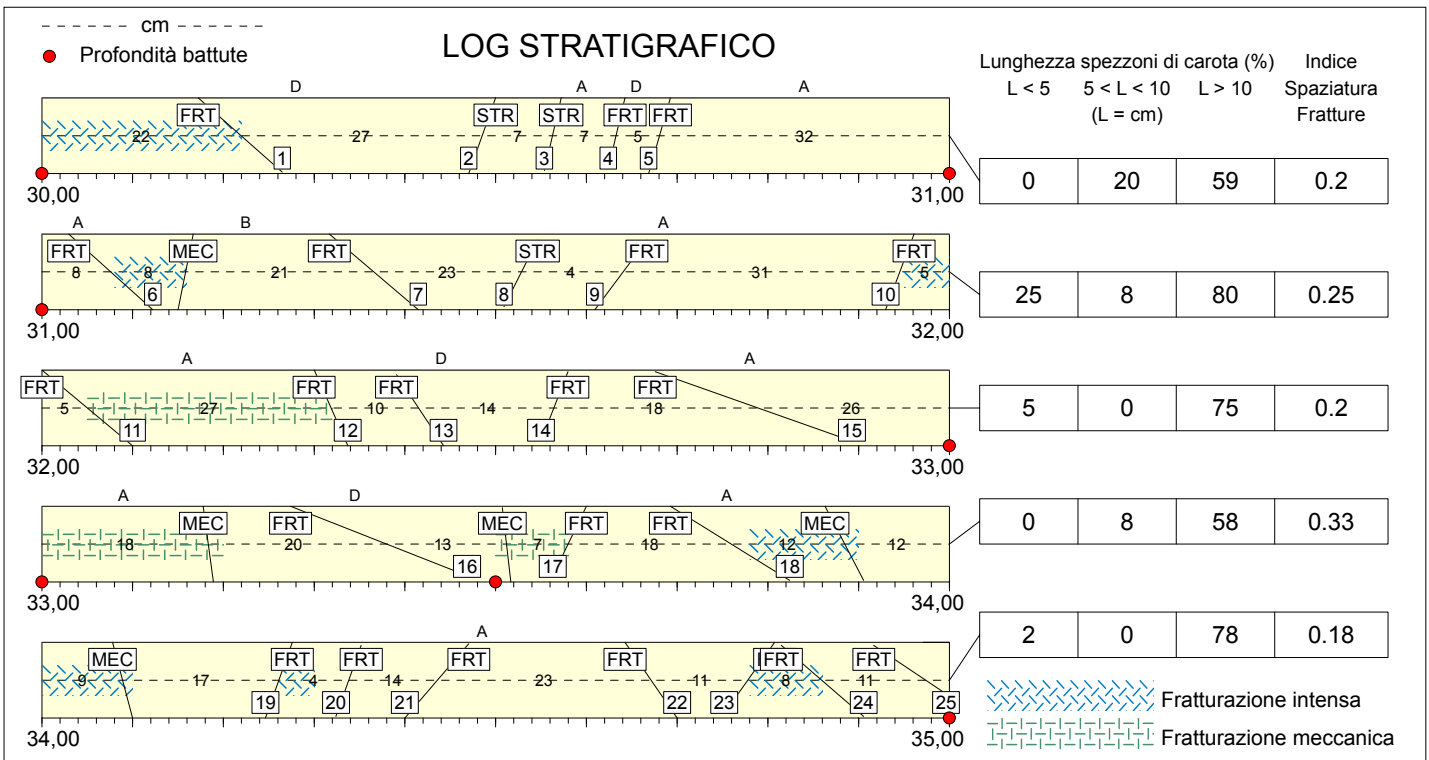 cm
Profondità battute
LOG STRATIGRAFICO
Lunghezza spezzoni di carota (%) Indice
L < 5 5 < L < 10 L > 10 Spaziatura
(L = cm) Fratture
D A D A
FRT STR STR FRT FRT
22 27 7 7 5 32
1 2 3 4 5
30,00 31,00
0 20 59 0.2
A B A
FRT MEC FRT STR FRT FRT
8 8 21 23 4 31 5
6 7 8 9 10
31,00 32,00
25 8 80 0.25
A D A
FRT FRT FRT FRT FRT
5 27 10 14 18 26
11 12 13 14 15
32,00 33,00
5 0 75 0.2
A D A
MEC FRT MEC FRT FRT MEC
18 20 13 7 18 12 12
16 17 18
33,00 34,00
0 8 58 0.33
A
MEC FRT FRT FRT FRT FRT FRT
9 17 4 14 23 11 8 11
19 20 21 22 23 24 25
34,00 35,00
2 0 78 0.18
Fratturazione intensa
Fratturazione meccanica